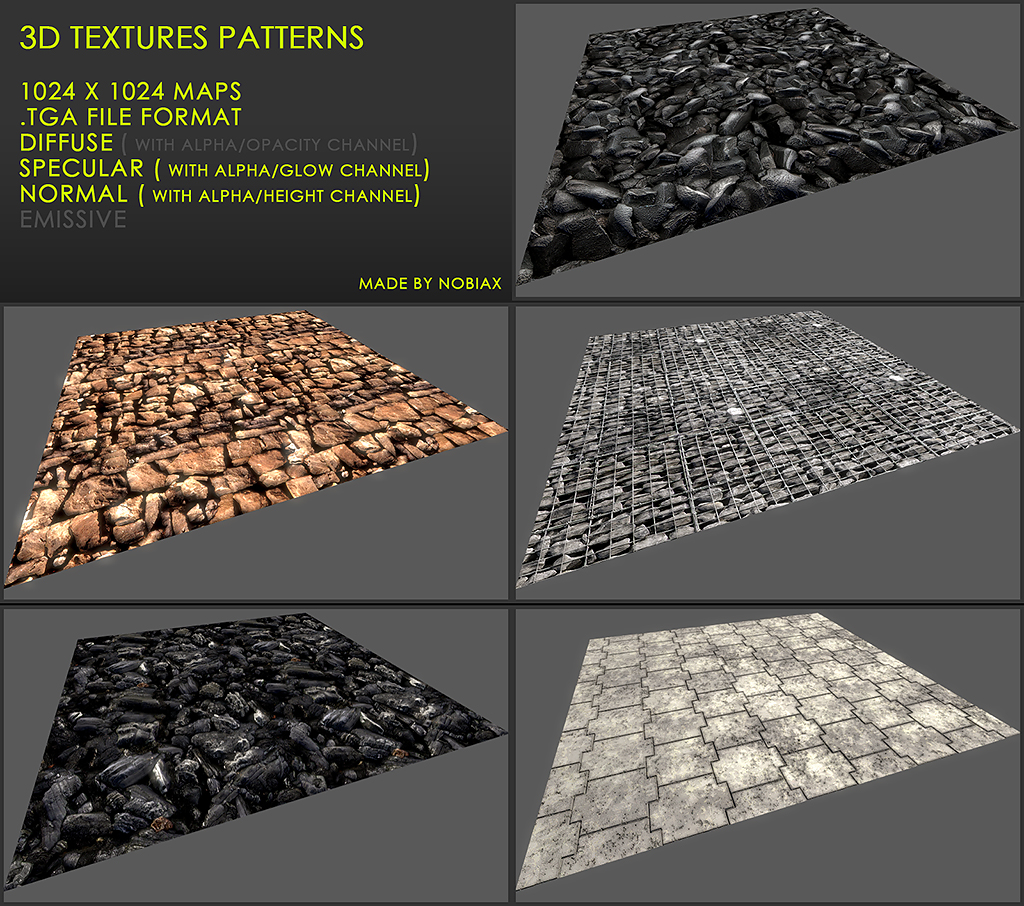 3D TEXTURES PATTERNS
1024 X 1024 MAPS
.TGA FILE FORMAT
DIFFUSE ( WITH ALPHA/OPACITY CHANNEL)
SPECULAR ( WITH ALPHA/GLOW CHANNEL)
NORMAL ( WITH ALPHA/HEIGHT CHANNEL)
EMISSIVE
MADE BY NOBIAX